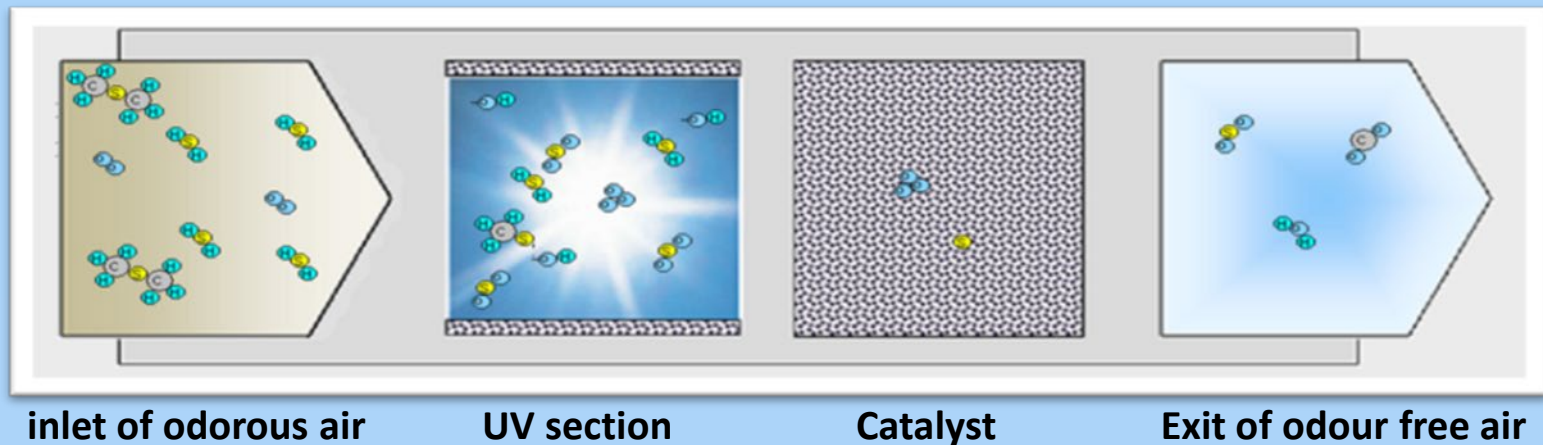 inlet of odorous air
UV section
Catalyst
Exit of odour free air